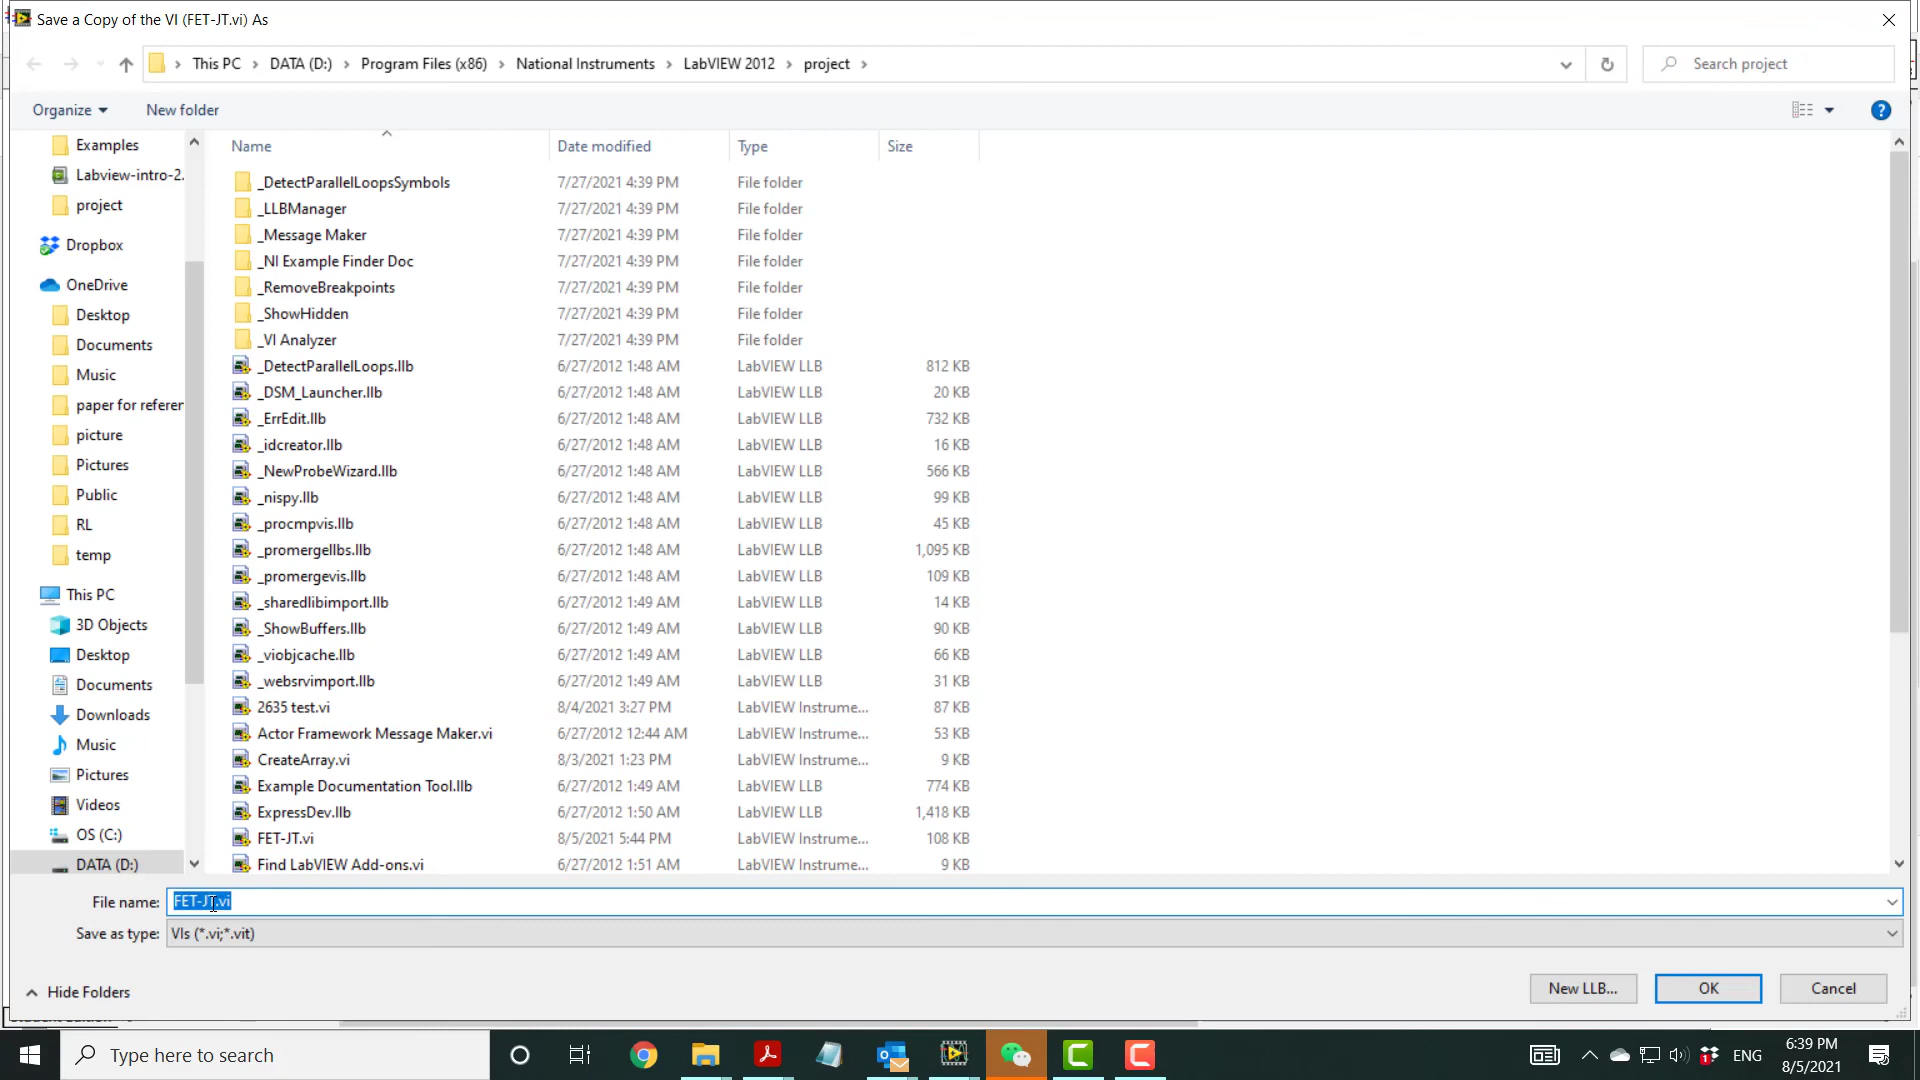 Save a Copy of the VI (FET-JT.vi) As
This PC > DATA (D:) > Program Files (x86) > National Instruments > LabVIEW 2012 > project >
Search project
Organize
New folder
Examples
Labview-intro-2.
project
Dropbox
OneDrive
Desktop
Documents
Music
paper for referer
picture
Pictures
Public
RL
temp
This PC
3D Objects
Desktop
Documents
Downloads
Music
Pictures
Videos
OS (C:)
DATA (D:)
Name Date modified Type Size
_DetectParallelLoopsSymbols 7/27/2021 4:39 PM File folder
_LLBManager 7/27/2021 4:39 PM File folder
_Message Maker 7/27/2021 4:39 PM File folder
_NI Example Finder Doc 7/27/2021 4:39 PM File folder
_RemoveBreakpoints 7/27/2021 4:39 PM File folder
_ShowHidden 7/27/2021 4:39 PM File folder
_VI Analyzer 7/27/2021 4:39 PM File folder
_DetectParallelLoops.llb 6/27/2012 1:48 AM LabVIEW LLB 812 KB
_DSM_Launcher.llb 6/27/2012 1:48 AM LabVIEW LLB 20 KB
_ErrEdit.llb 6/27/2012 1:48 AM LabVIEW LLB 732 KB
_idcreator.llb 6/27/2012 1:48 AM LabVIEW LLB 16 KB
_NewProbeWizard.llb 6/27/2012 1:48 AM LabVIEW LLB 566 KB
_nispy.llb 6/27/2012 1:48 AM LabVIEW LLB 99 KB
_procmpvis.llb 6/27/2012 1:48 AM LabVIEW LLB 45 KB
_promergellbs.llb 6/27/2012 1:48 AM LabVIEW LLB 1,095 KB
_promergevis.llb 6/27/2012 1:48 AM LabVIEW LLB 109 KB
_sharedlibimport.llb 6/27/2012 1:49 AM LabVIEW LLB 14 KB
_ShowBuffers.llb 6/27/2012 1:49 AM LabVIEW LLB 90 KB
_viobjcache.llb 6/27/2012 1:49 AM LabVIEW LLB 66 KB
_websrvimport.llb 6/27/2012 1:49 AM LabVIEW LLB 31 KB
2635 test.vi 8/4/2021 3:27 PM LabVIEW Instrume... 87 KB
Actor Framework Message Maker.vi 6/27/2012 12:44 AM LabVIEW Instrume... 53 KB
CreateArray.vi 8/3/2021 1:23 PM LabVIEW Instrume... 9 KB
Example Documentation Tool.llb 6/27/2012 1:49 AM LabVIEW LLB 774 KB
ExpressDev.llb 6/27/2012 1:50 AM LabVIEW LLB 1,418 KB
FET-JT.vi 8/5/2021 5:44 PM LabVIEW Instrume... 108 KB
Find LabVIEW Add-ons.vi 6/27/2012 1:51 AM LabVIEW Instrume... 9 KB
File name: FET-JT.vi
Save as type: VIs (*.vi;*.vit)
Hide Folders
New LLB...
OK
Cancel
Type here to search
ENG
6:39 PM
8/5/2021